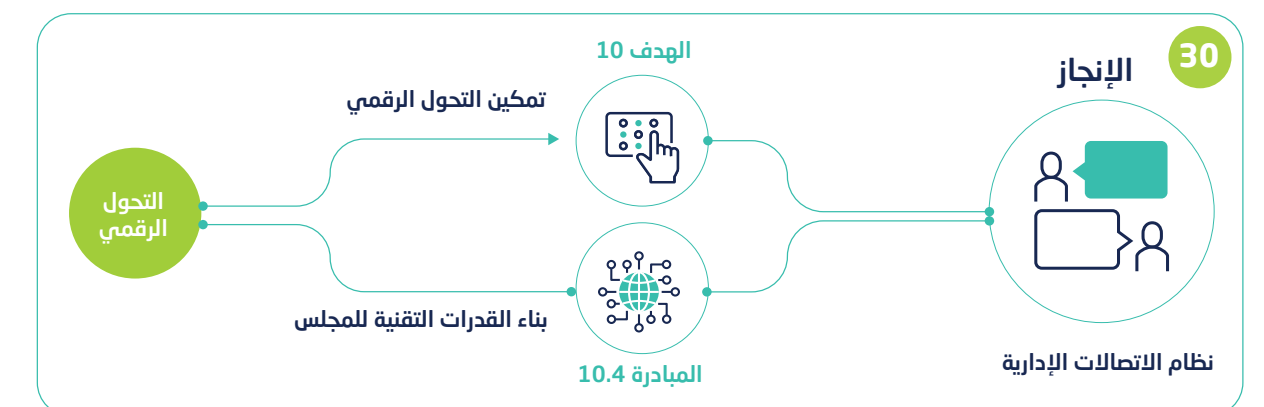 30
الإنجاز
نظام الاتصالات الإدارية
الهدف 10
تمكين التحول الرقمي
بناء القدرات التقنية للمجلس
المبادرة 10.4
التحول
الرقمي